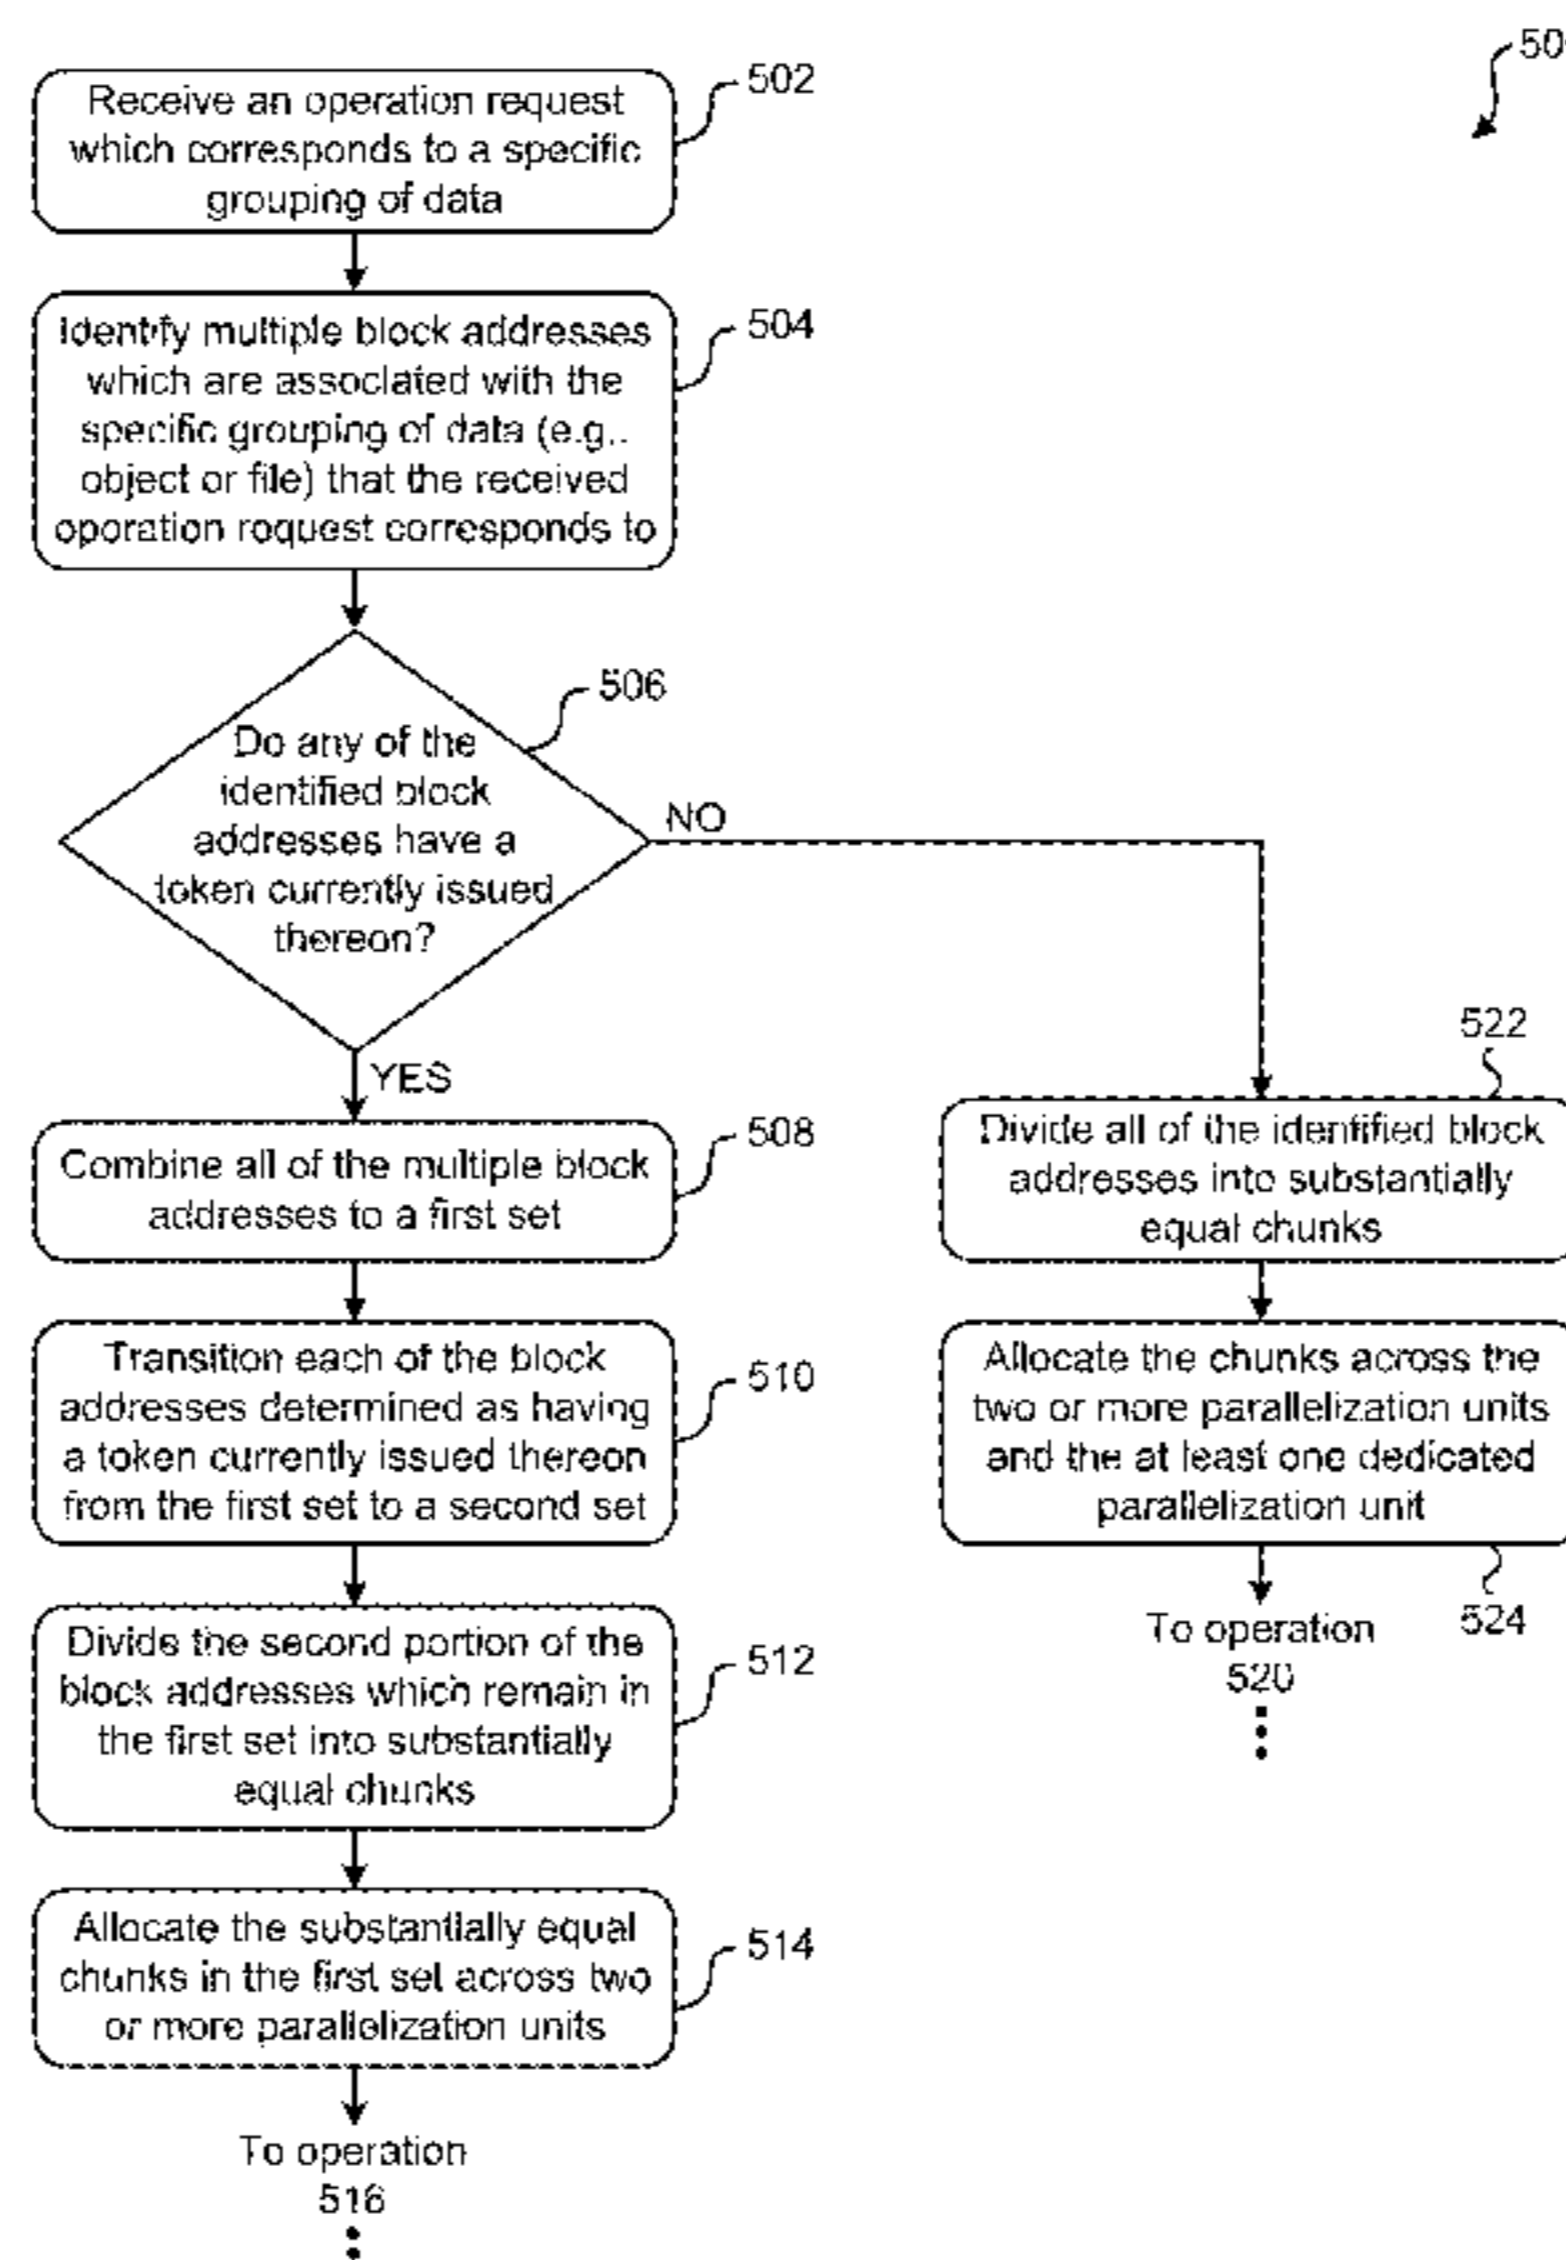 50
502
Receive an operation request
which corresponds to a specific
grouping of data
504
Identify multiple block addresses
which are associated with the
specific grouping of data (e.g.,
object or file) that the received
operation request corresponds to
506
Do any of the
identified block
addresses have a
token currently issued
thereon?
NO
YES
508
Combine all of the multiple block
addresses to a first set
510
Transition each of the block
addresses determined as having
a token currently issued thereon
from the first set to a second set
512
Divide the second portion of the
block addresses which remain in
the first set into substantially
equal chunks
514
Allocate the substantially equal
chunks in the first set across two
or more parallelization units
To operation
516
522
Divide all of the identified block
addresses into substantially
equal chunks
Allocate the chunks across the
two or more parallelization units
and the at least one dedicated
parallelization unit
524
To operation
520